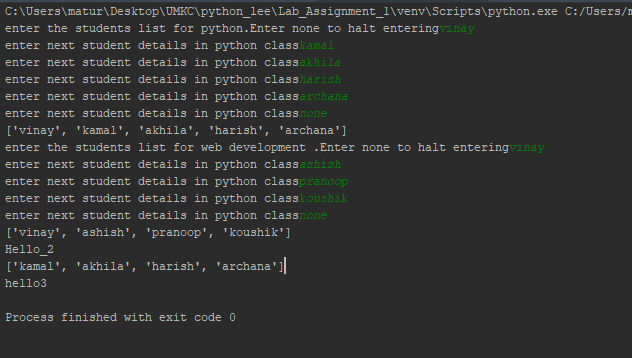 C:\Users\matur\Desktop\UMKC\python_lee\Lab_Assignment_1\venv\Scripts\python.exe C:/Users/m
enter the students list for python.Enter none to halt enteringvinay
enter next student details in python classkamal
enter next student details in python classakhila
enter next student details in python classharish
enter next student details in python classarchana
enter next student details in python classnone
['vinay', 'kamal', 'akhila', 'harish', 'archana']
enter the students list for web development .Enter none to halt enteringvinay
enter next student details in python classashish
enter next student details in python classpranoop
enter next student details in python classkoushik
enter next student details in python classnone
['vinay', 'ashish', 'pranoop', 'koushik']
Hello_2
['kamal', 'akhila', 'harish', 'archana']
hello3
Process finished with exit code 0